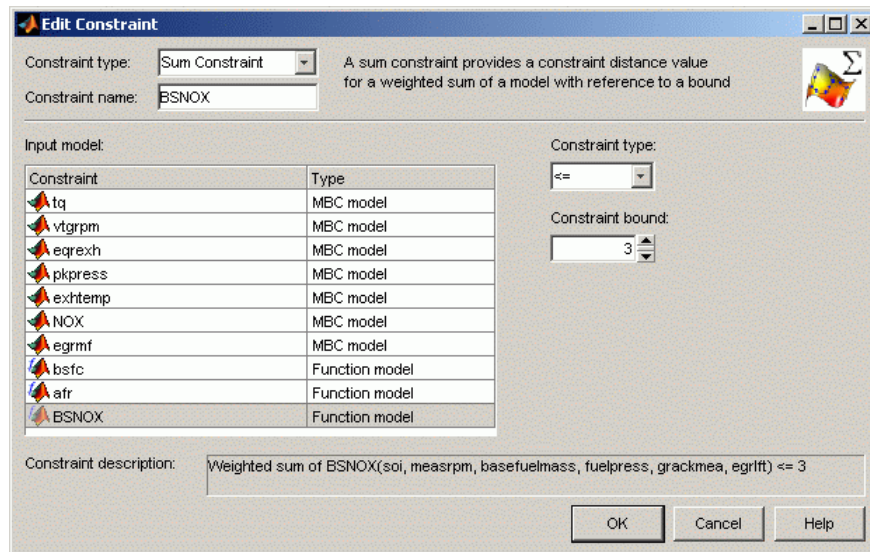 Edit Constraint
Constraint type: Sum Constraint
A sum constraint provides a constraint distance value
for a weighted sum of a model with reference to a bound
Constraint name: BSNOX
Σ
Input model:
Constraint type:
Constraint Type
<=
tq MBC model
vtgrpm MBC model
Constraint bound:
eqrexh MBC model
3
pkpress MBC model
exhtemp MBC model
NOX MBC model
egrmf MBC model
bsfc Function model
afr Function model
BSNOX Function model
Constraint description: Weighted sum of BSNOX(soi, measrpm, basefuelmass, fuelpress, grackmea, egrlft) <= 3
OK Cancel Help